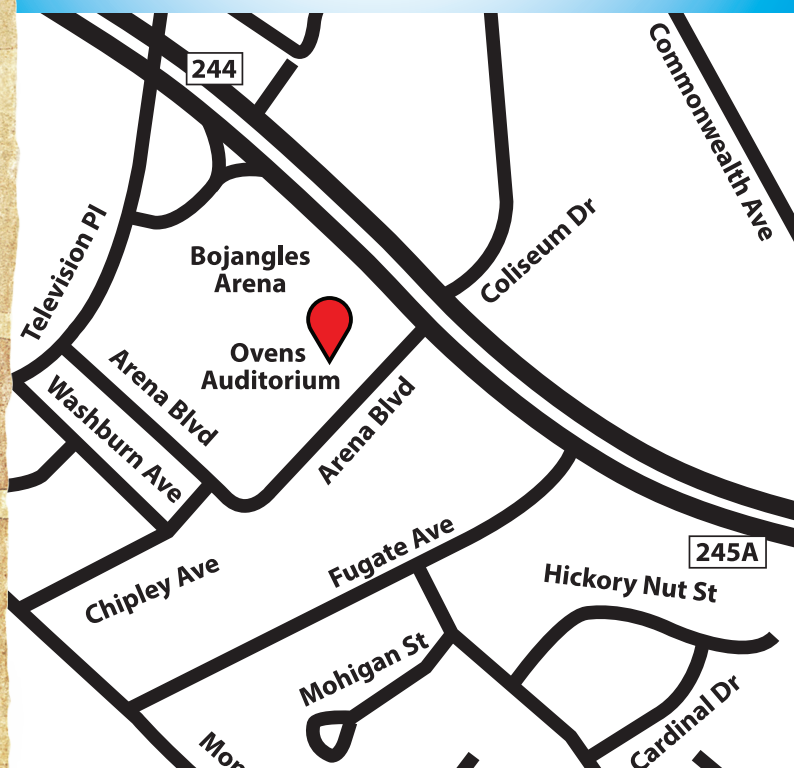 244
Commonwealth Ave
Television Pl
Coliseum Dr
Bojangles
Arena
Ovens
Auditorium
Arena Blvd
Washburn Ave
Arena Blvd
Chipley Ave
Fugate Ave
245A
Hickory Nut St
Mohigan St
Cardinal Dr